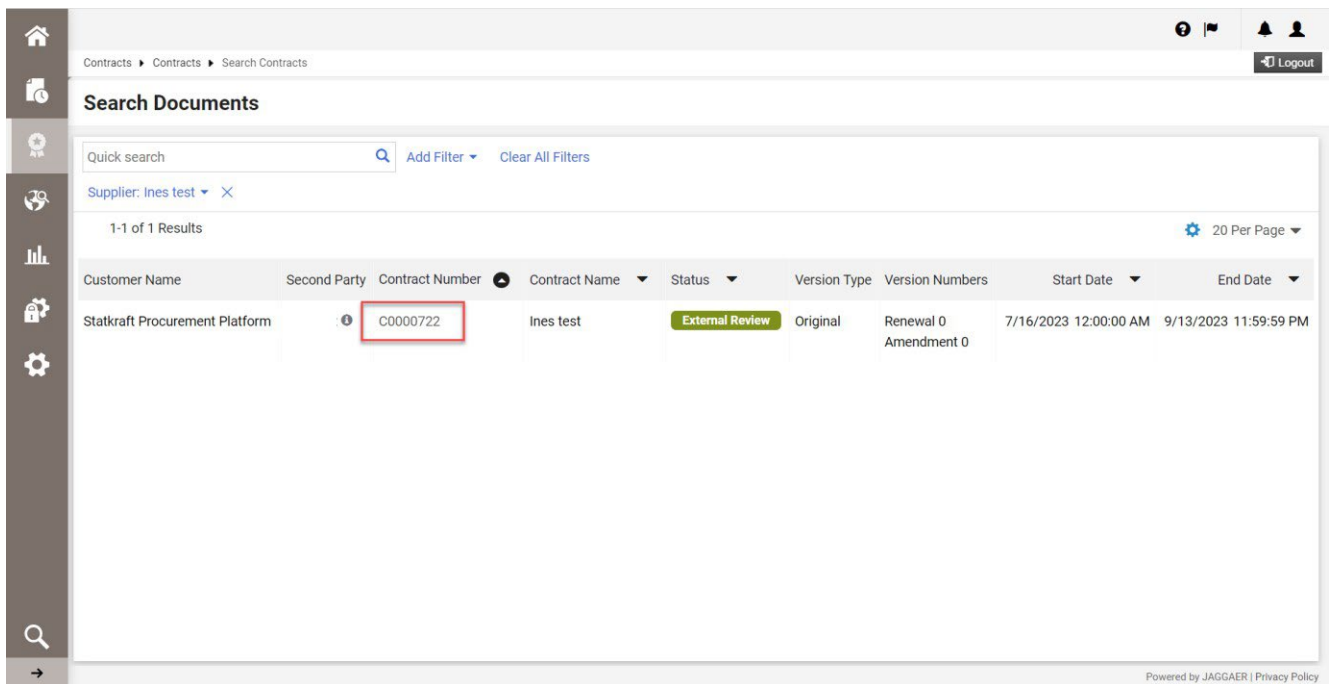 Contracts Contracts Search Contracts
Logout
Search Documents
Quick search Add Filter Clear All Filters
Supplier: Ines test
1-1 of 1 Results 20 Per Page
Customer Name Second Party Contract Number Contract Name Status Version Type Version Numbers Start Date End Date
Statkraft Procurement Platform C0000722 Ines test External Review Original Renewal 0 7/16/2023 12:00:00 AM 9/13/2023 11:59:59 PM
Amendment 0
Powered by JAGGAER | Privacy Policy